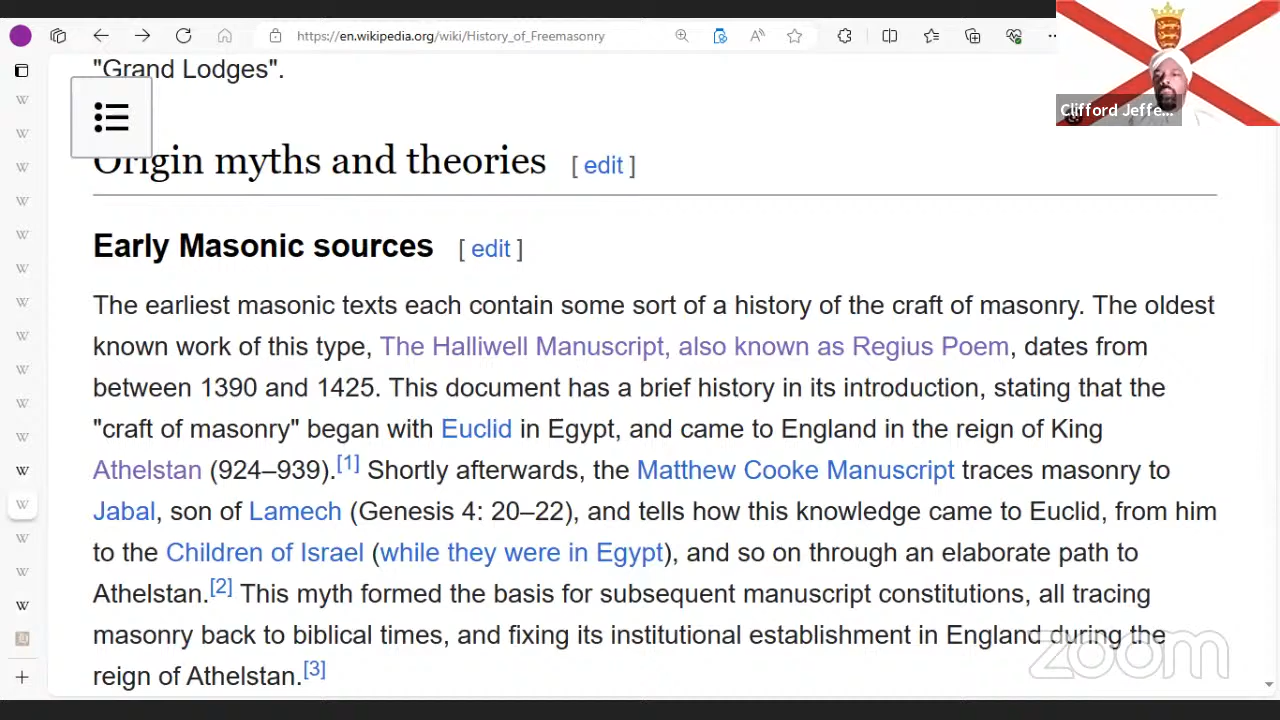 https://en.wikipedia.org/wiki/History_of_Freemasonry
Clifford Jeffe...
"Grand Lodges".
Origin myths and theories [ edit ]
Early Masonic sources [ edit ]
The earliest masonic texts each contain some sort of a history of the craft of masonry. The oldest
known work of this type, The Halliwell Manuscript, also known as Regius Poem, dates from
between 1390 and 1425. This document has a brief history in its introduction, stating that the
"craft of masonry" began with Euclid in Egypt, and came to England in the reign of King
Athelstan (924–939).[1] Shortly afterwards, the Matthew Cooke Manuscript traces masonry to
Jabal, son of Lamech (Genesis 4: 20–22), and tells how this knowledge came to Euclid, from him
to the Children of Israel (while they were in Egypt), and so on through an elaborate path to
Athelstan.[2] This myth formed the basis for subsequent manuscript constitutions, all tracing
masonry back to biblical times, and fixing its institutional establishment in England during the
reign of Athelstan.[3]
zoom